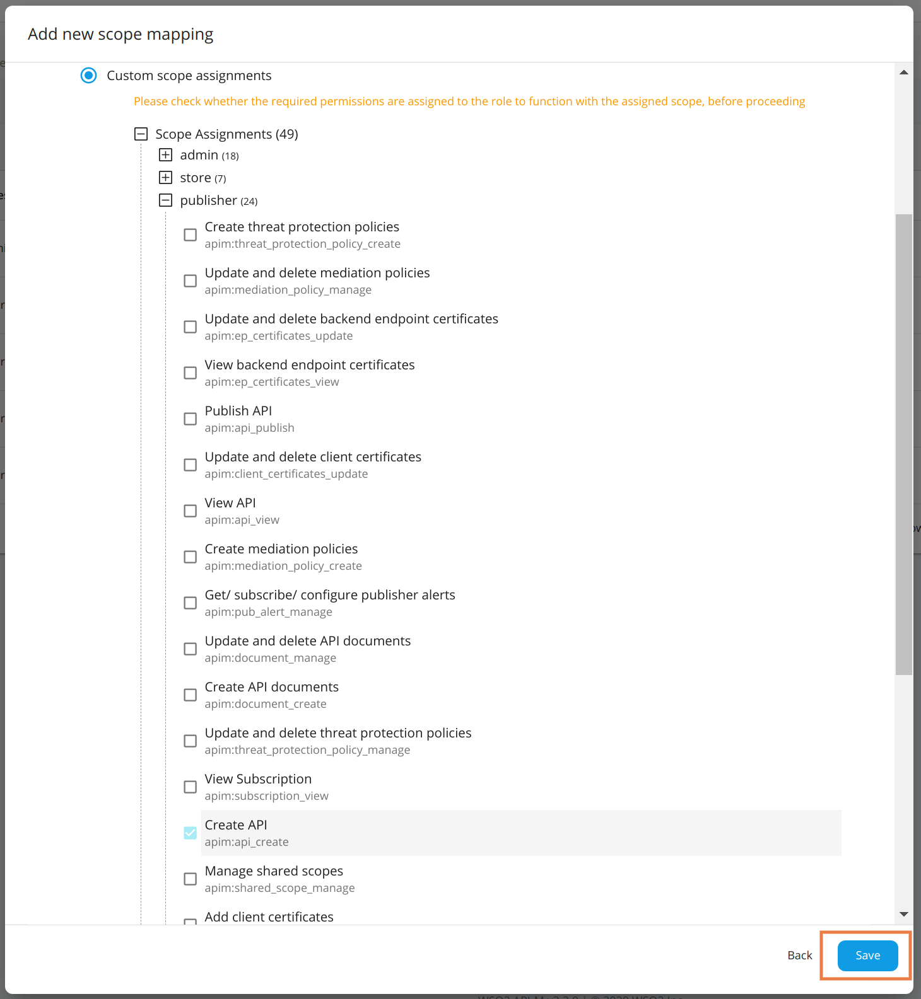 Add new scope mapping
Custom scope assignments
Please check whether the required permissions are assigned to the role to function with the assigned scope, before proceeding
Scope Assignments (49)
admin (18)
store (7)
publisher (24)
Create threat protection policies
apim:threat_protection_policy_create
Update and delete mediation policies
apim:mediation_policy_manage
Update and delete backend endpoint certificates
apim:ep_certificates_update
View backend endpoint certificates
apim:ep_certificates_view
Publish API
apim:api_publish
Update and delete client certificates
apim:client_certificates_update
View API
apim:api_view
Create mediation policies
apim:mediation_policy_create
Get/ subscribe/ configure publisher alerts
apim:pub_alert_manage
Update and delete API documents
apim:document_manage
Create API documents
apim:document_create
Update and delete threat protection policies
apim:threat_protection_policy_manage
View Subscription
apim:subscription_view
Create API
apim:api_create
Manage shared scopes
apim:shared_scope_manage
Add client certificates
Back
Save